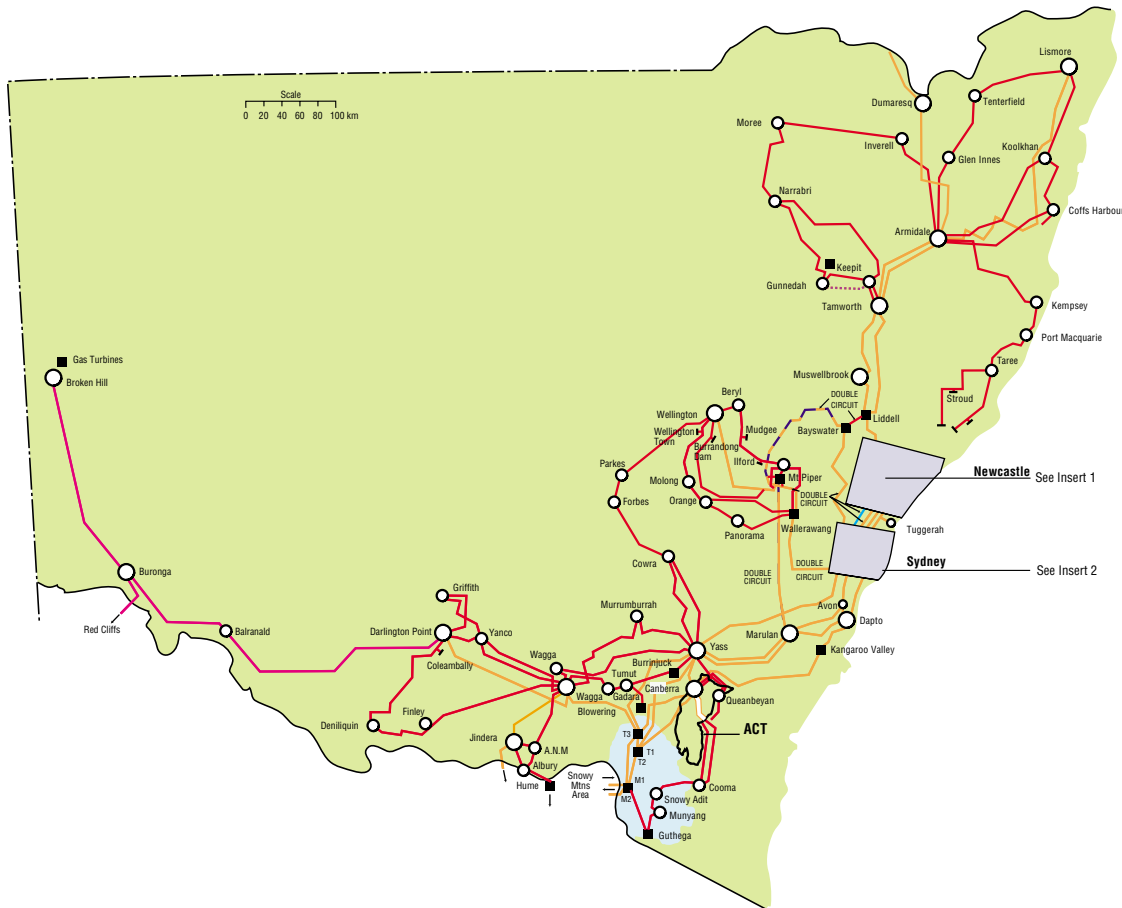 Lismore
Scale
0 20 40 60 80 100 km
Dumaresq
Tenterfield
Moree
Inverell
Koolkhan
Glen Innes
Narrabri
Coffs Harbour
Armidale
Keepit
Gunnedah
Tamworth
Kempsey
Port Macquarie
Gas Turbines
Broken Hill
Taree
Muswellbrook
Stroud
Beryl
DOUBLE
CIRCUIT
Wellington
Liddell
Wellington
Town
Mudgee
Bayswater
Burrandong
Dam
Ilford
Parkes
Mt Piper
Newcastle
See Insert 1
Molong
Forbes
Orange
DOUBLE
CIRCUIT
Panorama
Wallerawang
Tuggerah
Cowra
DOUBLE
CIRCUIT
Sydney
See Insert 2
DOUBLE
CIRCUIT
Buronga
Griffith
Murrumburrah
Avon
Red Cliffs
Balranald
Darlington Point
Yanco
Marulan
Dapto
Coleambally
Wagga
Yass
Kangaroo Valley
Burrinjuck
Tumut
Canberra
Wagga
Gadara
Queanbeyan
Blowering
Finley
Deniliquin
ACT
Jindera
A.N.M
T3
T1
T2
Albury
Hume
Snowy
Mtns
Area
M1
M2
Cooma
Snowy Adit
Munyang
Guthega